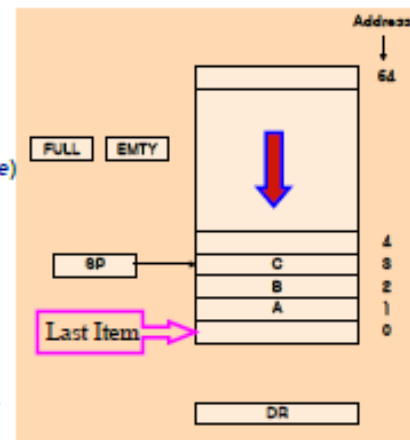 Address
64
FULL EMTY
e)
4
SP C 3
B 2
A 1
Last Item 0
DR